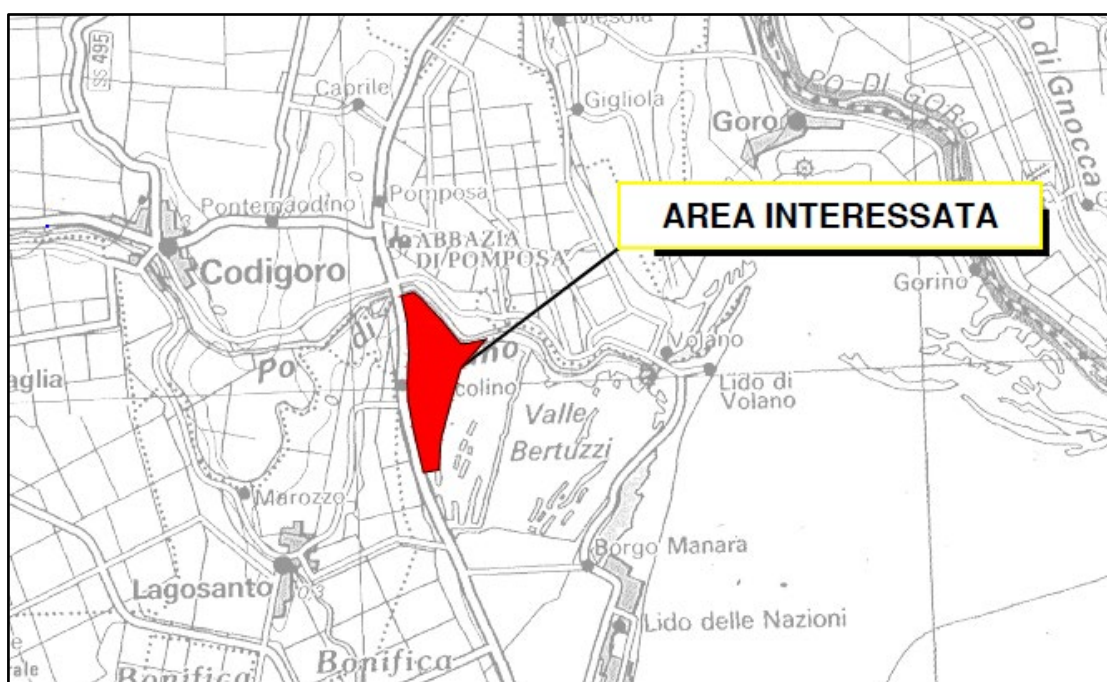 Mesola
SS 495
Caprile
Gigliola
PO DI GORO
Goro
o di Gnocca
Pomposa
AREA INTERESSATA
Pontemaodino
ABBAZIA
DI POMPOSA
Codigoro
Gorino
Volano
Po di
ano
aglia
colino
Lido di
Volano
Valle
Bertuzzi
Marozzo
Borgo Manara
Lagosanto
Lido delle Nazioni
Bonifica
Bonifica
rale